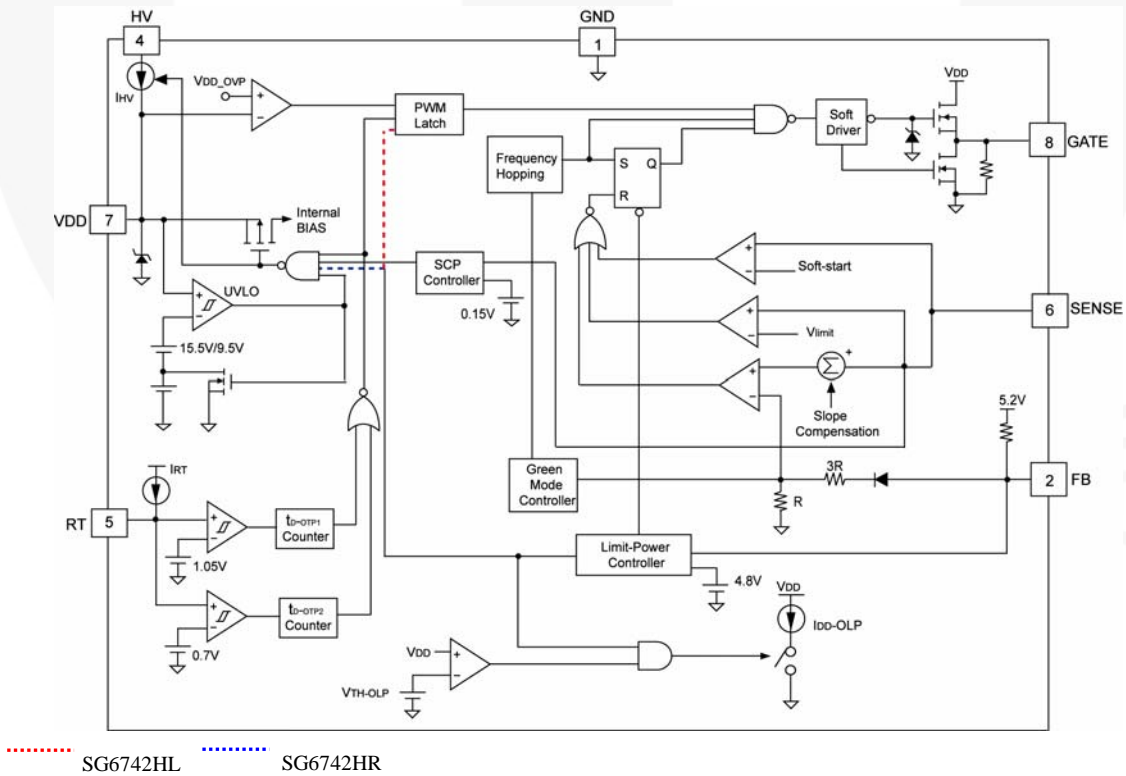 HV
4
GND
1
IHV
VDD_OVP
+
−
PWM
Latch
Frequency
Hopping
S Q
R
Soft
Driver
VDD
8
GATE
VDD
7
Internal
BIAS
SCP
Controller
0.15V
+
−
UVLO
15.5V/9.5V
+
−
Soft-start
+
−
Vlimit
6
SENSE
+
−
Σ
+
Slope
Compensation
5.2V
IRT
RT
5
+
−
1.05V
tD-OTP1
Counter
Green
Mode
Controller
3R
R
2
FB
+
−
0.7V
tD-OTP2
Counter
Limit-Power
Controller
4.8V
VDD
IDD-OLP
VDD
+
−
VTH-OLP
SG6742HL
SG6742HR